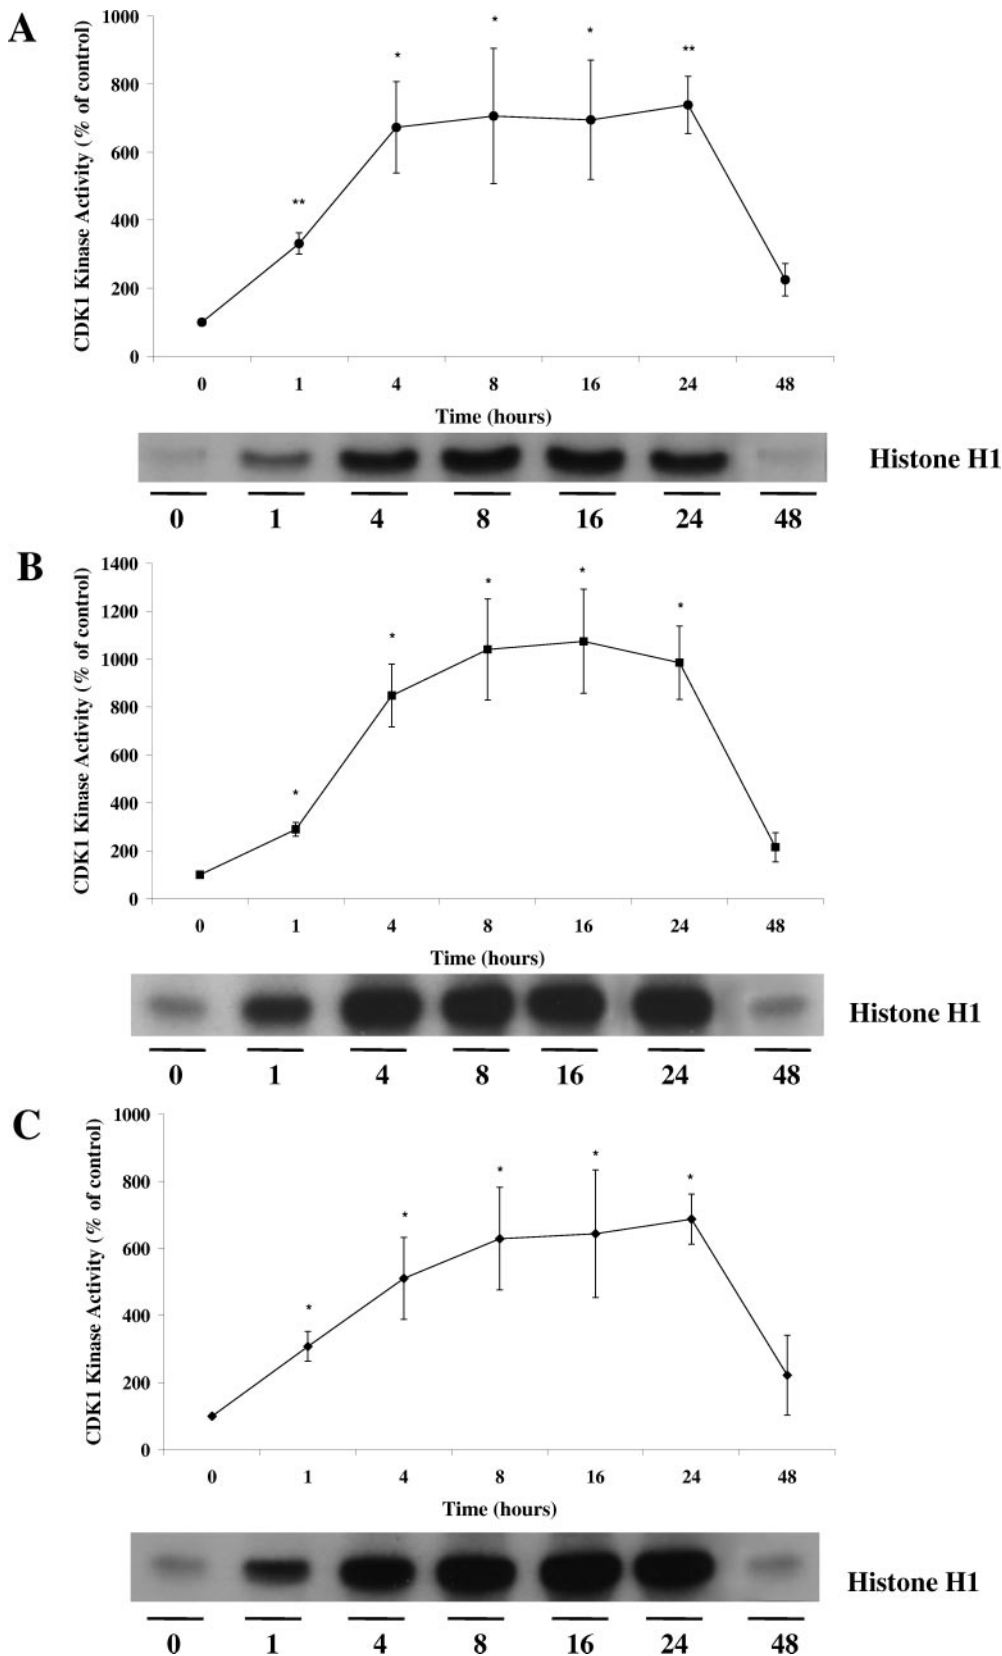 A
CDK1 Kinase Activity (% of control)
1000
800
600
400
200
0
*
*
*
**
**
0 1 4 8 16 24 48
Time (hours)
Histone H1
0 1 4 8 16 24 48
B
CDK1 Kinase Activity (% of control)
1400
1200
1000
800
600
400
200
0
*
*
*
*
*
0 1 4 8 16 24 48
Time (hours)
Histone H1
0 1 4 8 16 24 48
C
CDK1 Kinase Activity (% of control)
1000
800
600
400
200
0
*
*
*
*
*
0 1 4 8 16 24 48
Time (hours)
Histone H1
0 1 4 8 16 24 48